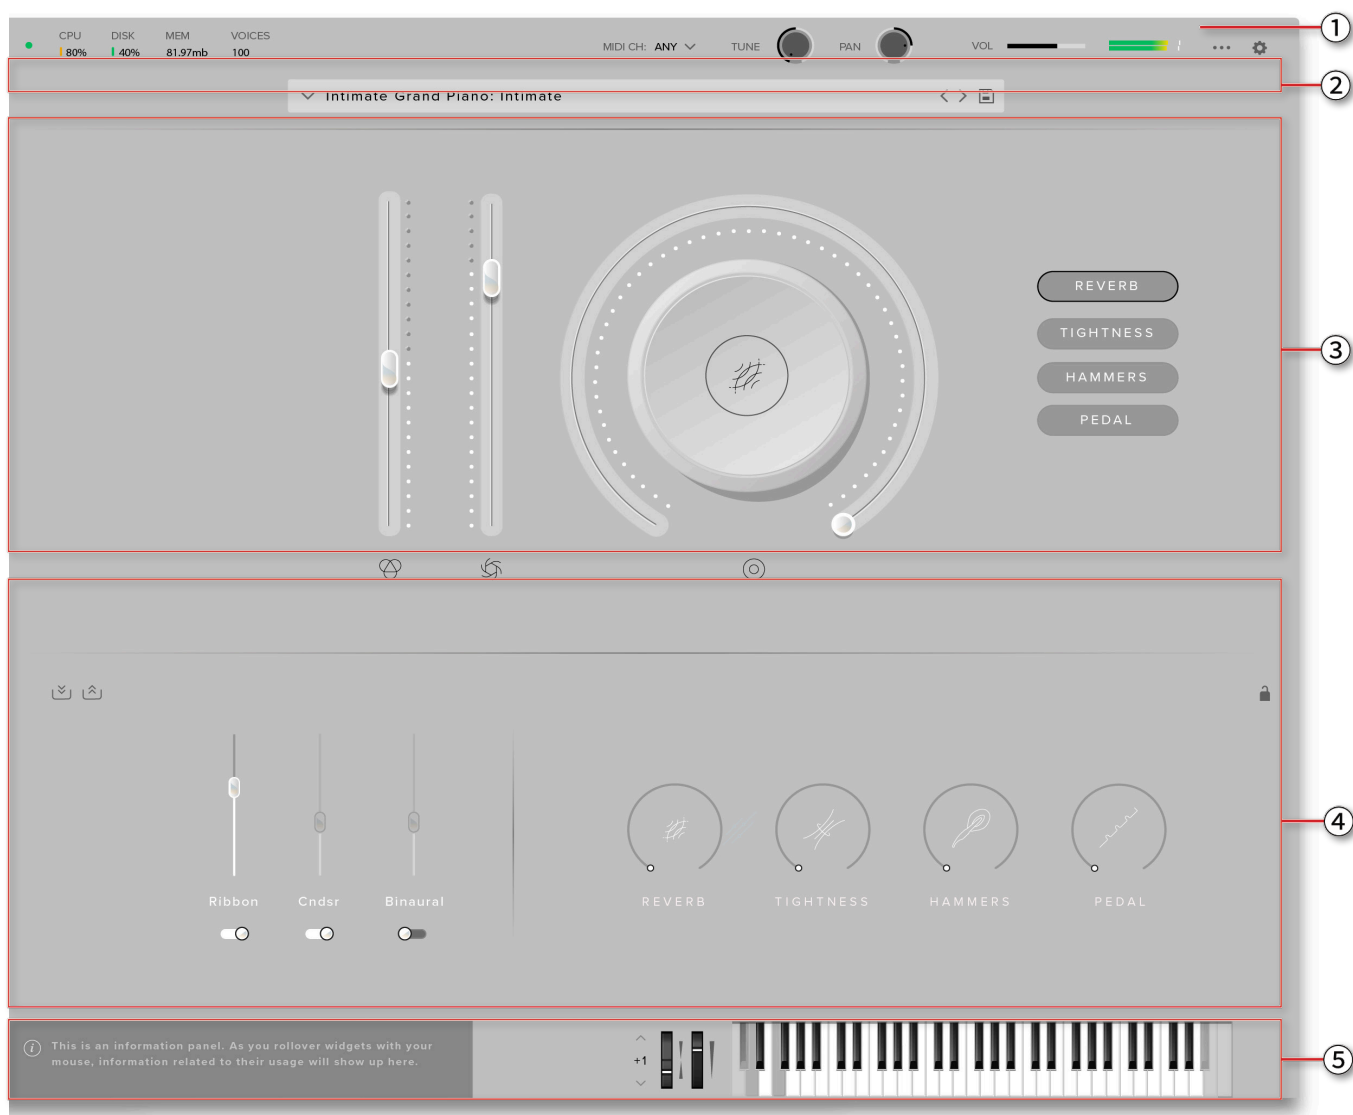 CPU DISK MEM VOICES
80% 40% 81.97mb 100
MIDI CH: ANY TUNE PAN VOL
1
2
Intimate Grand Piano: Intimate
REVERB
TIGHTNESS
3
HAMMERS
PEDAL
4
Ribbon Cndsr Binaural
REVERB TIGHTNESS HAMMERS PEDAL
This is an information panel. As you rollover widgets with your
mouse, information related to their usage will show up here.
+1
5